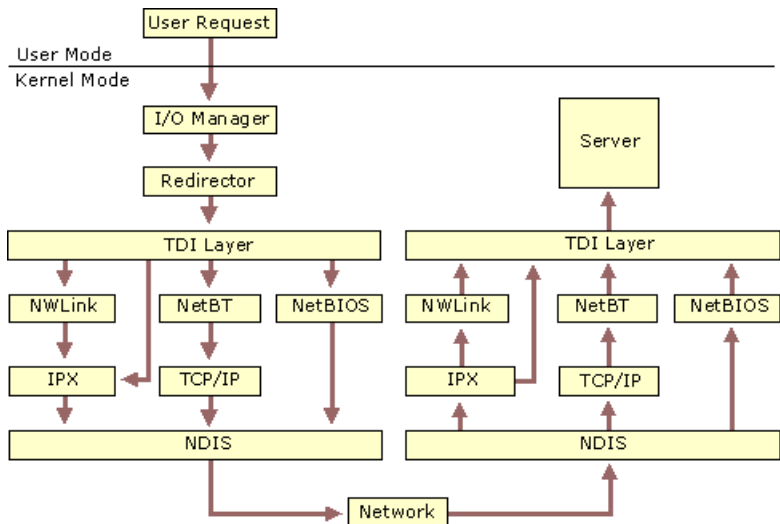 User Request
User Mode
Kernel Mode
I/O Manager
Server
Redirector
TDI Layer
TDI Layer
NWLink
NetBT
NetBIOS
NWLink
NetBT
NetBIOS
IPX
TCP/IP
IPX
TCP/IP
NDIS
NDIS
Network